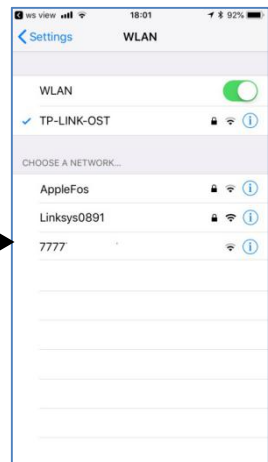 ws view 18:01 92%
Settings WLAN
WLAN
TP-LINK-OST
CHOOSE A NETWORK...
AppleFos
Linksys0891
7777